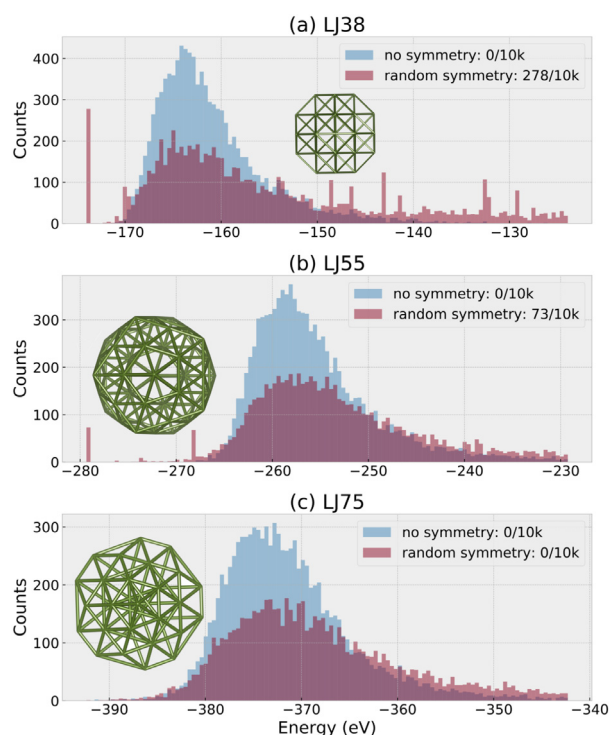 (a) LJ38
Counts
400
300
200
100
0
no symmetry: 0/10k
random symmetry: 278/10k
−170
−160
−150
−140
−130
(b) LJ55
Counts
300
200
100
0
no symmetry: 0/10k
random symmetry: 73/10k
−280
−270
−260
−250
−240
−230
(c) LJ75
Counts
300
200
100
0
no symmetry: 0/10k
random symmetry: 0/10k
−390
−380
−370
−360
−350
−340
Energy (eV)